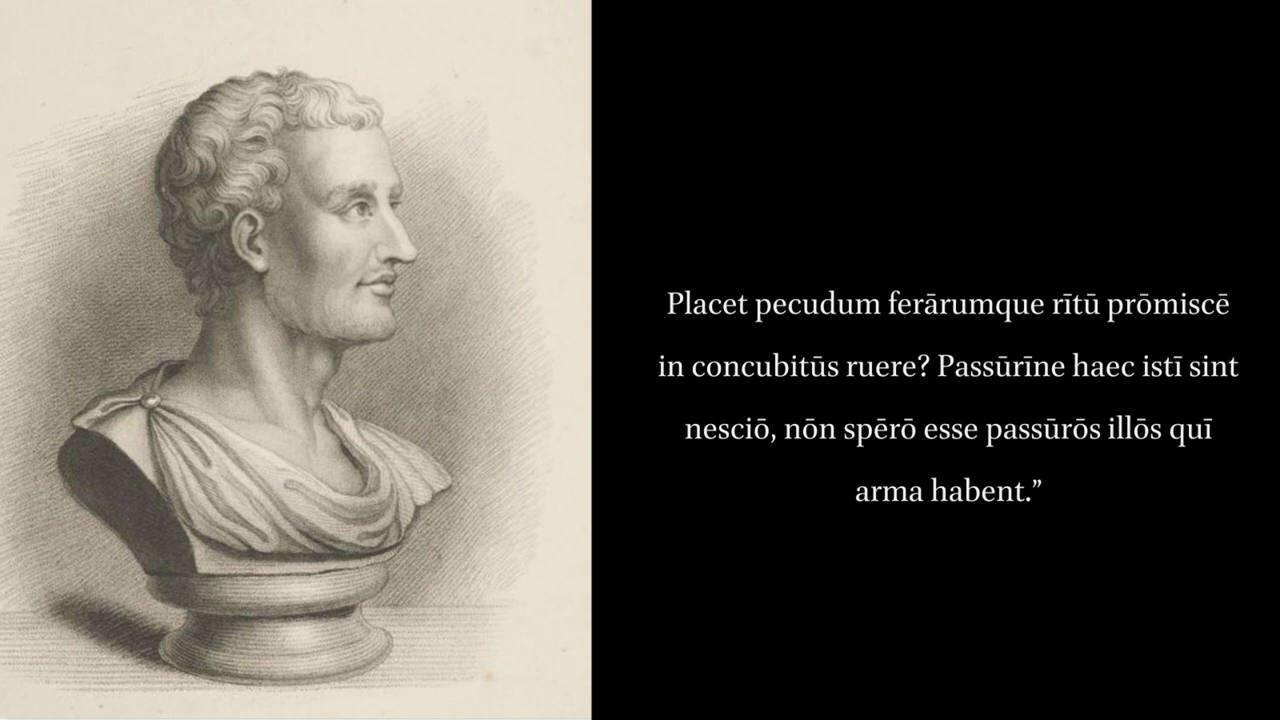 Placet pecudum ferārumque rītū prōmiscē
in concubitūs ruere? Passūrīne haec istī sint
nesciō, nōn spērō esse passūrōs illōs quī
arma habent.”